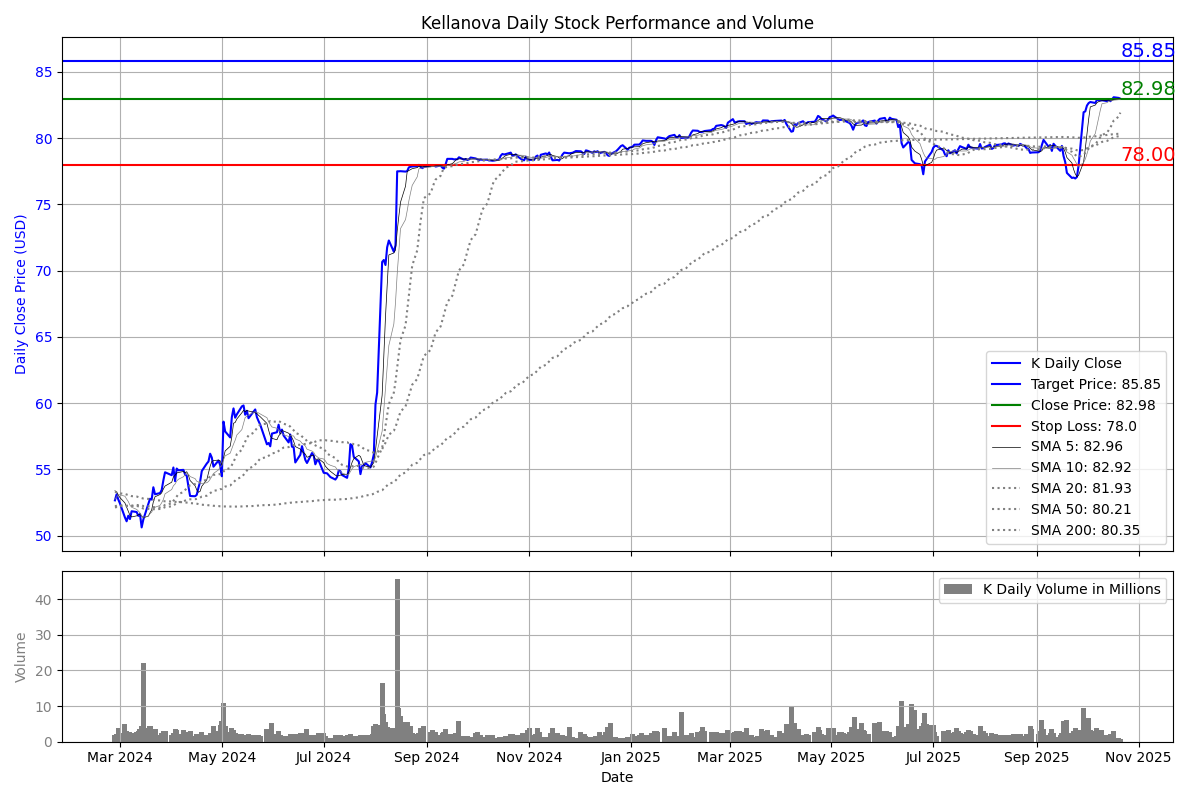 Kellanova Daily Stock Performance and Volume
85.85
85
82.98
80
78.00
75
70
65
60
55
50
Daily Close Price (USD)
K Daily Close
Target Price: 85.85
Close Price: 82.98
Stop Loss: 78.0
SMA 5: 82.96
SMA 10: 82.92
SMA 20: 81.93
SMA 50: 80.21
SMA 200: 80.35
K Daily Volume in Millions
40
30
20
10
0
Volume
Mar 2024 May 2024 Jul 2024 Sep 2024 Nov 2024 Jan 2025 Mar 2025 May 2025 Jul 2025 Sep 2025 Nov 2025
Date